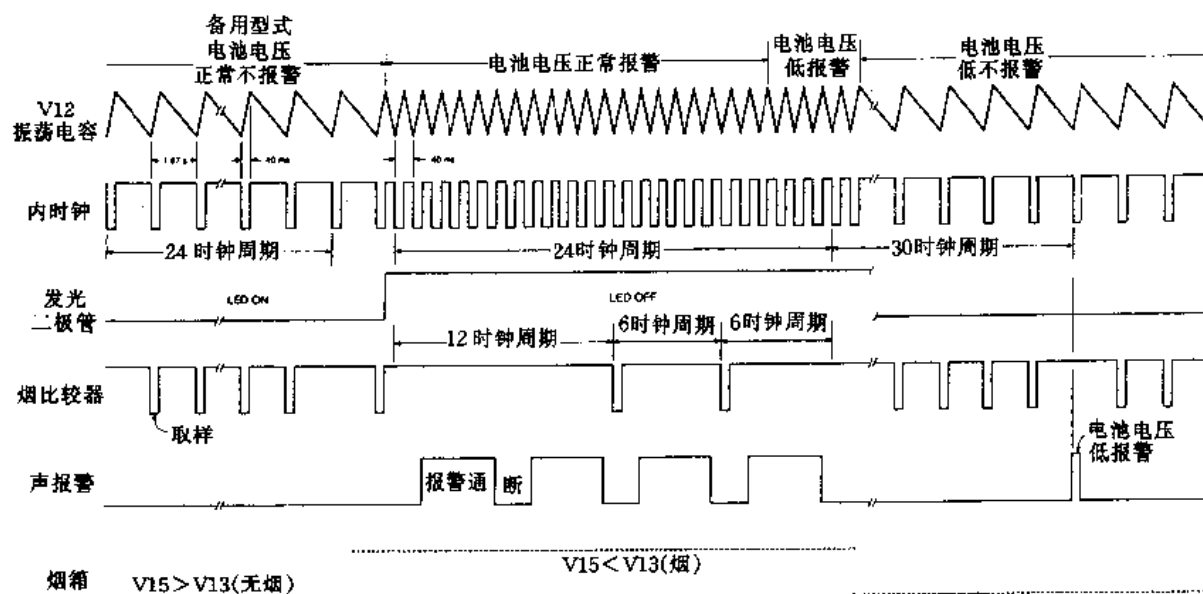 备用型式
电池电压
正常不报警
电池电压正常报警
电池电压
低报警
电池电压
低不报警
V12
振荡电容
1.67 s
40 ms
40 ms
内时钟
24时钟周期
24时钟周期
30时钟周期
发光
二极管
LED ON
LED OFF
12时钟周期
6时钟周期
6时钟周期
烟比较器
取样
电池电压
低报警
声报警
报警通
断
烟箱
V15>V13(无烟)
V15<V13(烟)